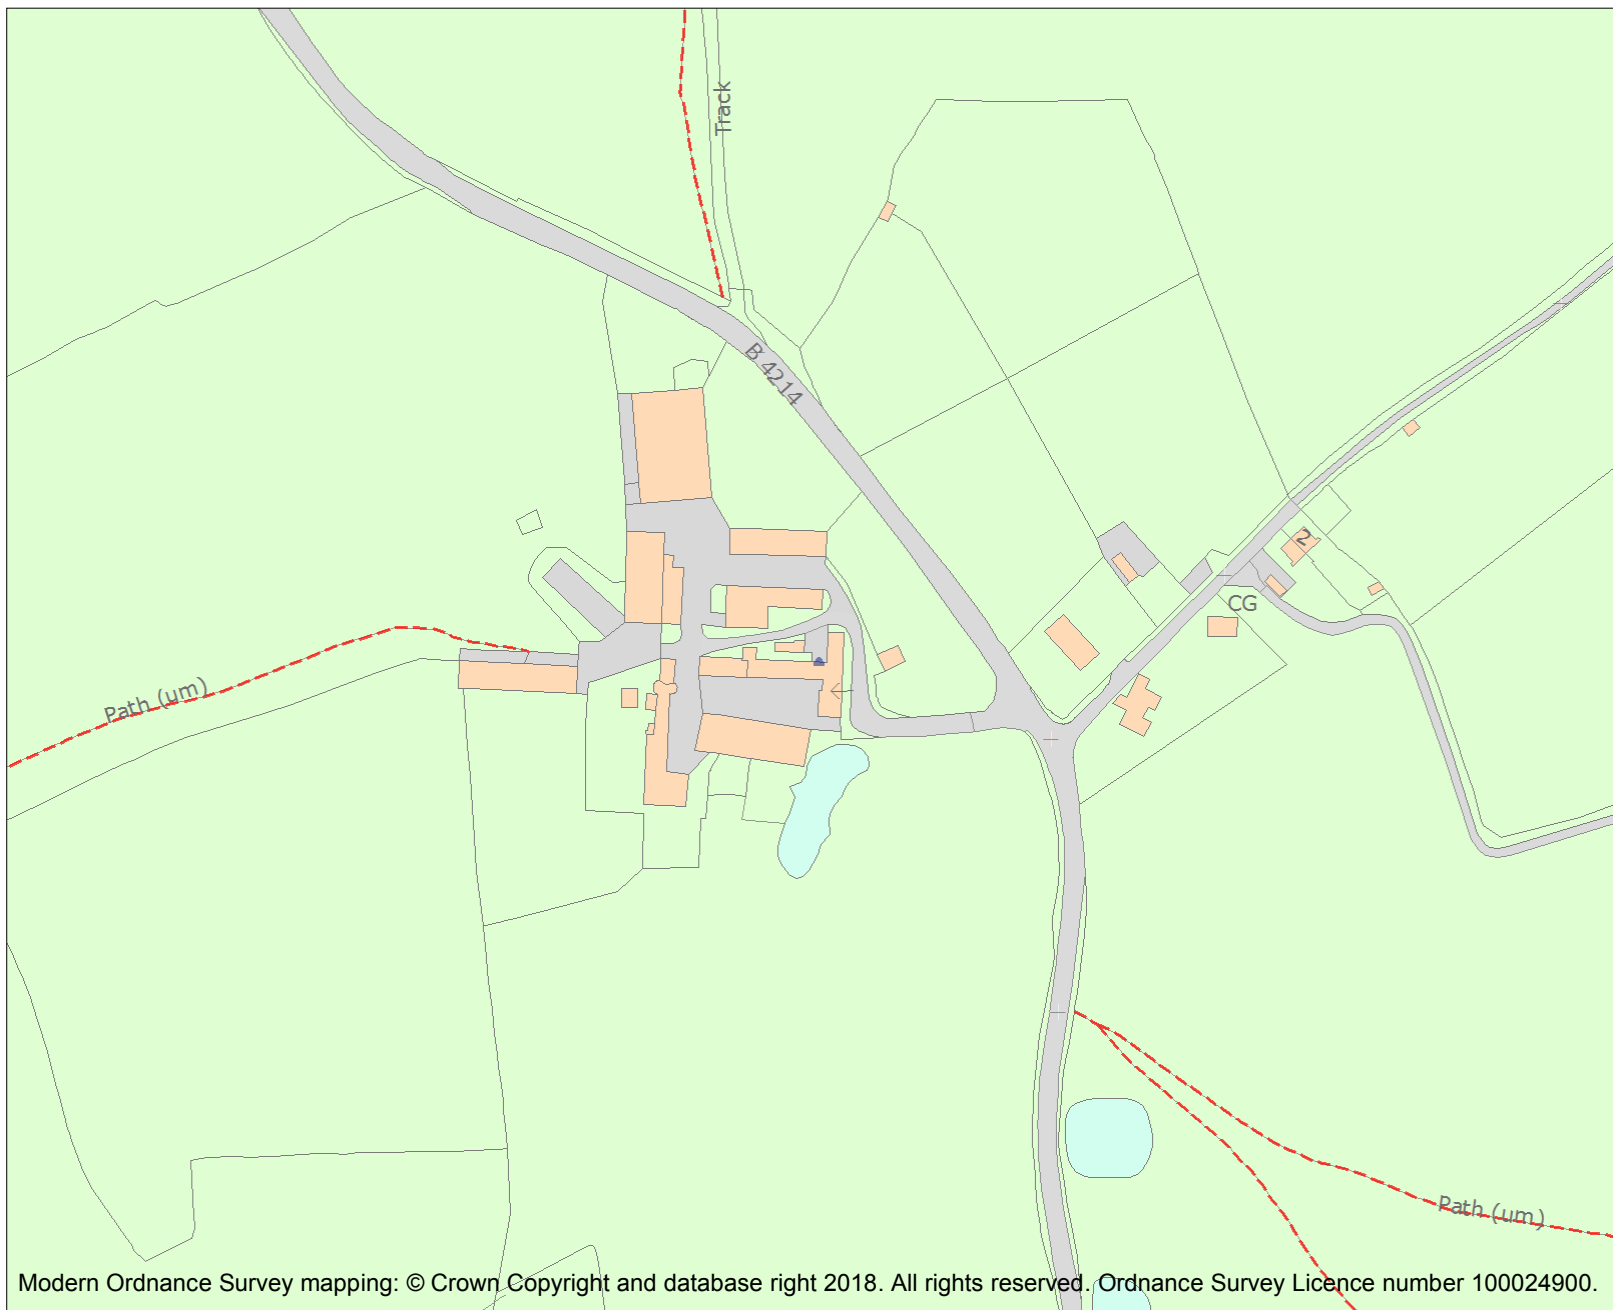 Track
B 4214
2
CG
Path (um)
Path (um)
Modern Ordnance Survey mapping: © Crown Copyright and database right 2018. All rights reserved. Ordnance Survey Licence number 100024900.